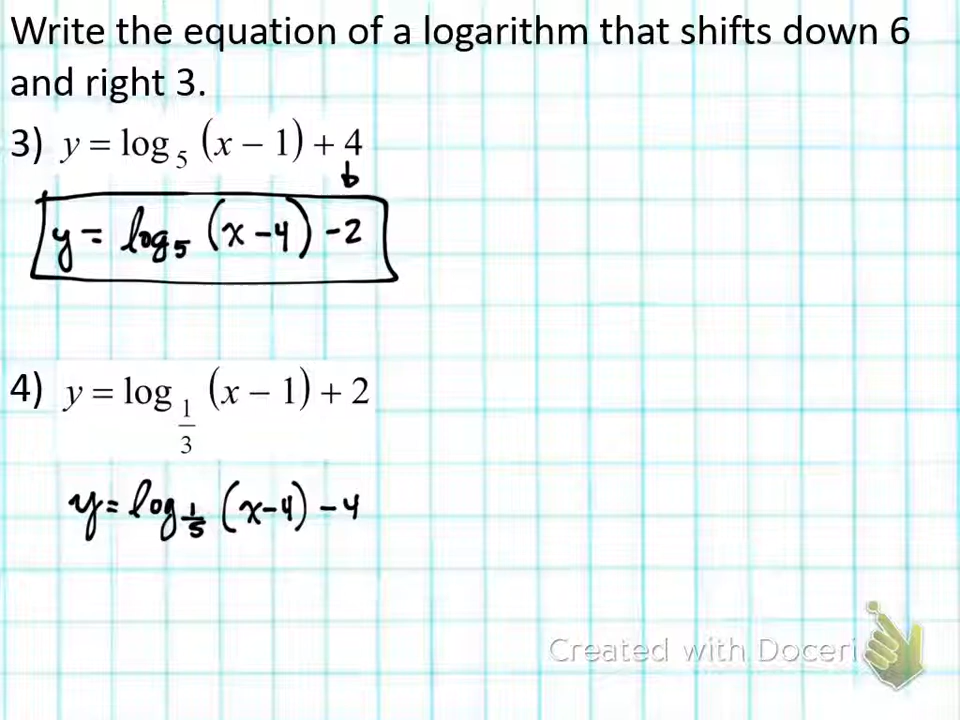 Write the equation of a logarithm that shifts down 6
and right 3.
3) y = log₅ (x − 1) + 4
6
y = log₅ (x − 4) − 2
4) y = log_{1/3} (x − 1) + 2
y = log_{1/5} (x − 4) − 4
Created with Doceri